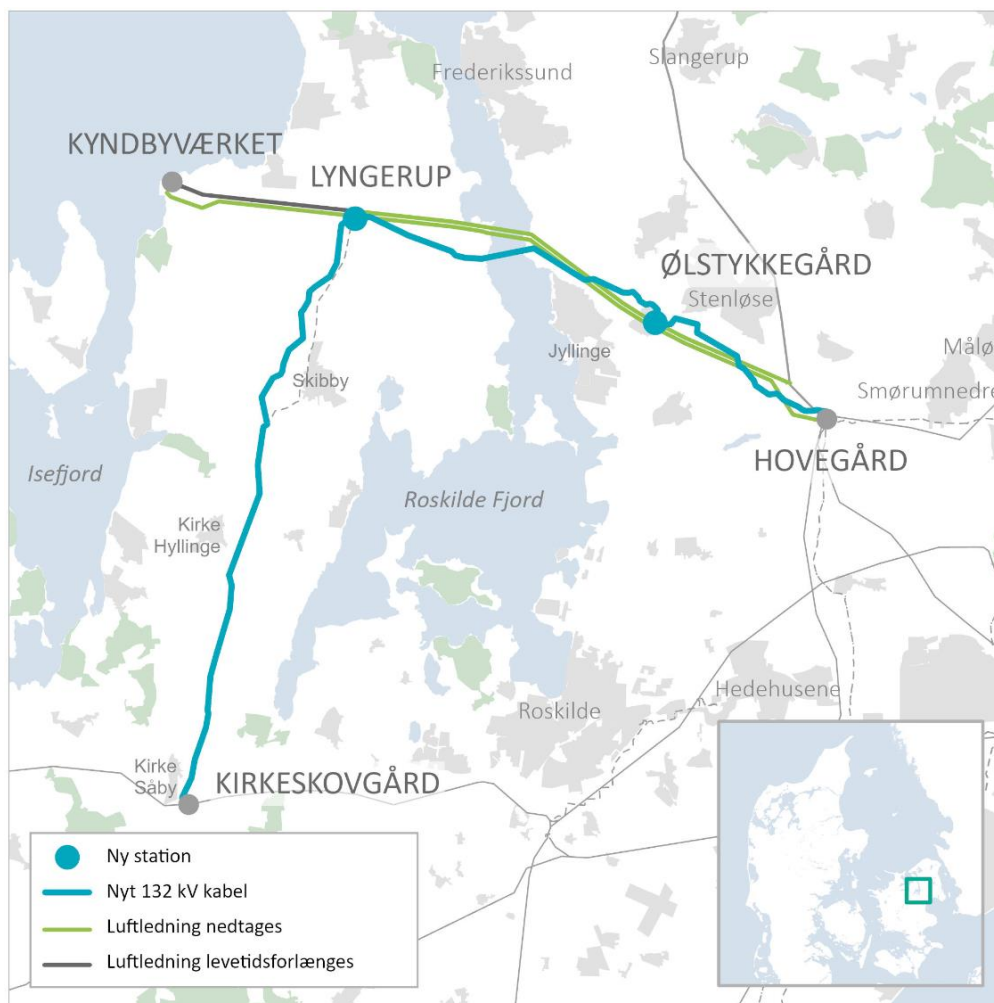 Frederikssund
Slangerup
KYNDBYVÆRKET
LYNGERUP
ØLSTYKKEGÅRD
Stenløse
Jyllinge
Måløv
Smørumnedre
Skibby
HOVEGÅRD
Isefjord
Roskilde Fjord
Kirke
Hyllinge
Hedehusene
Roskilde
Kirke
Såby
KIRKESKOVGÅRD
Ny station
Nyt 132 kV kabel
Luftledning nedtages
Luftledning levetidsforlænges